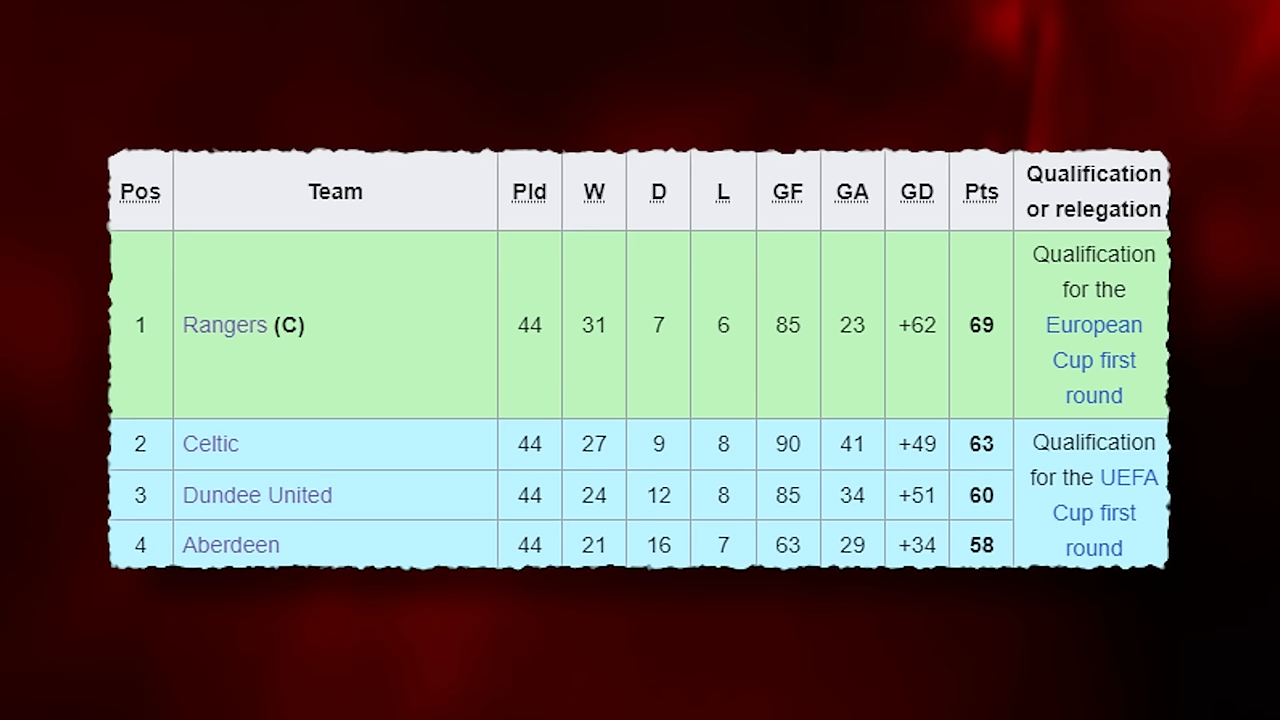 Pos Team Pld W D L GF GA GD Pts Qualification
or relegation
1 Rangers (C) 44 31 7 6 85 23 +62 69 Qualification
for the
European
Cup first
round
2 Celtic 44 27 9 8 90 41 +49 63 Qualification
for the UEFA
Cup first
round
3 Dundee United 44 24 12 8 85 34 +51 60
4 Aberdeen 44 21 16 7 63 29 +34 58